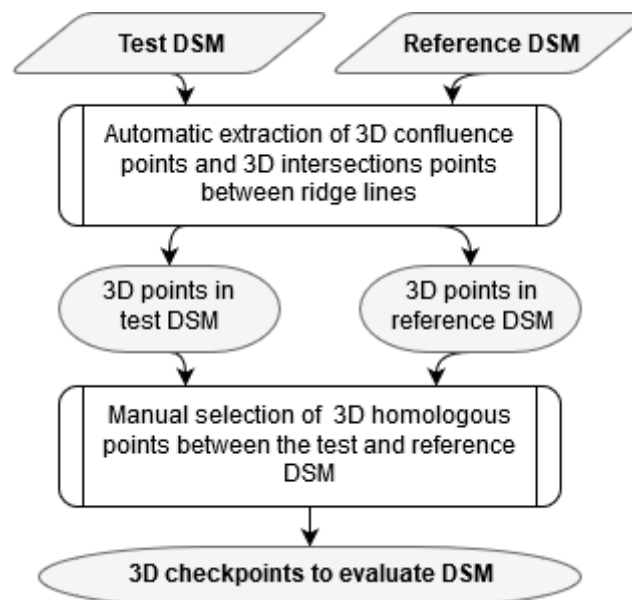 Test DSM
Reference DSM
Automatic extraction of 3D confluence
points and 3D intersections points
between ridge lines
3D points in
test DSM
3D points in
reference DSM
Manual selection of 3D homologous
points between the test and reference
DSM
3D checkpoints to evaluate DSM